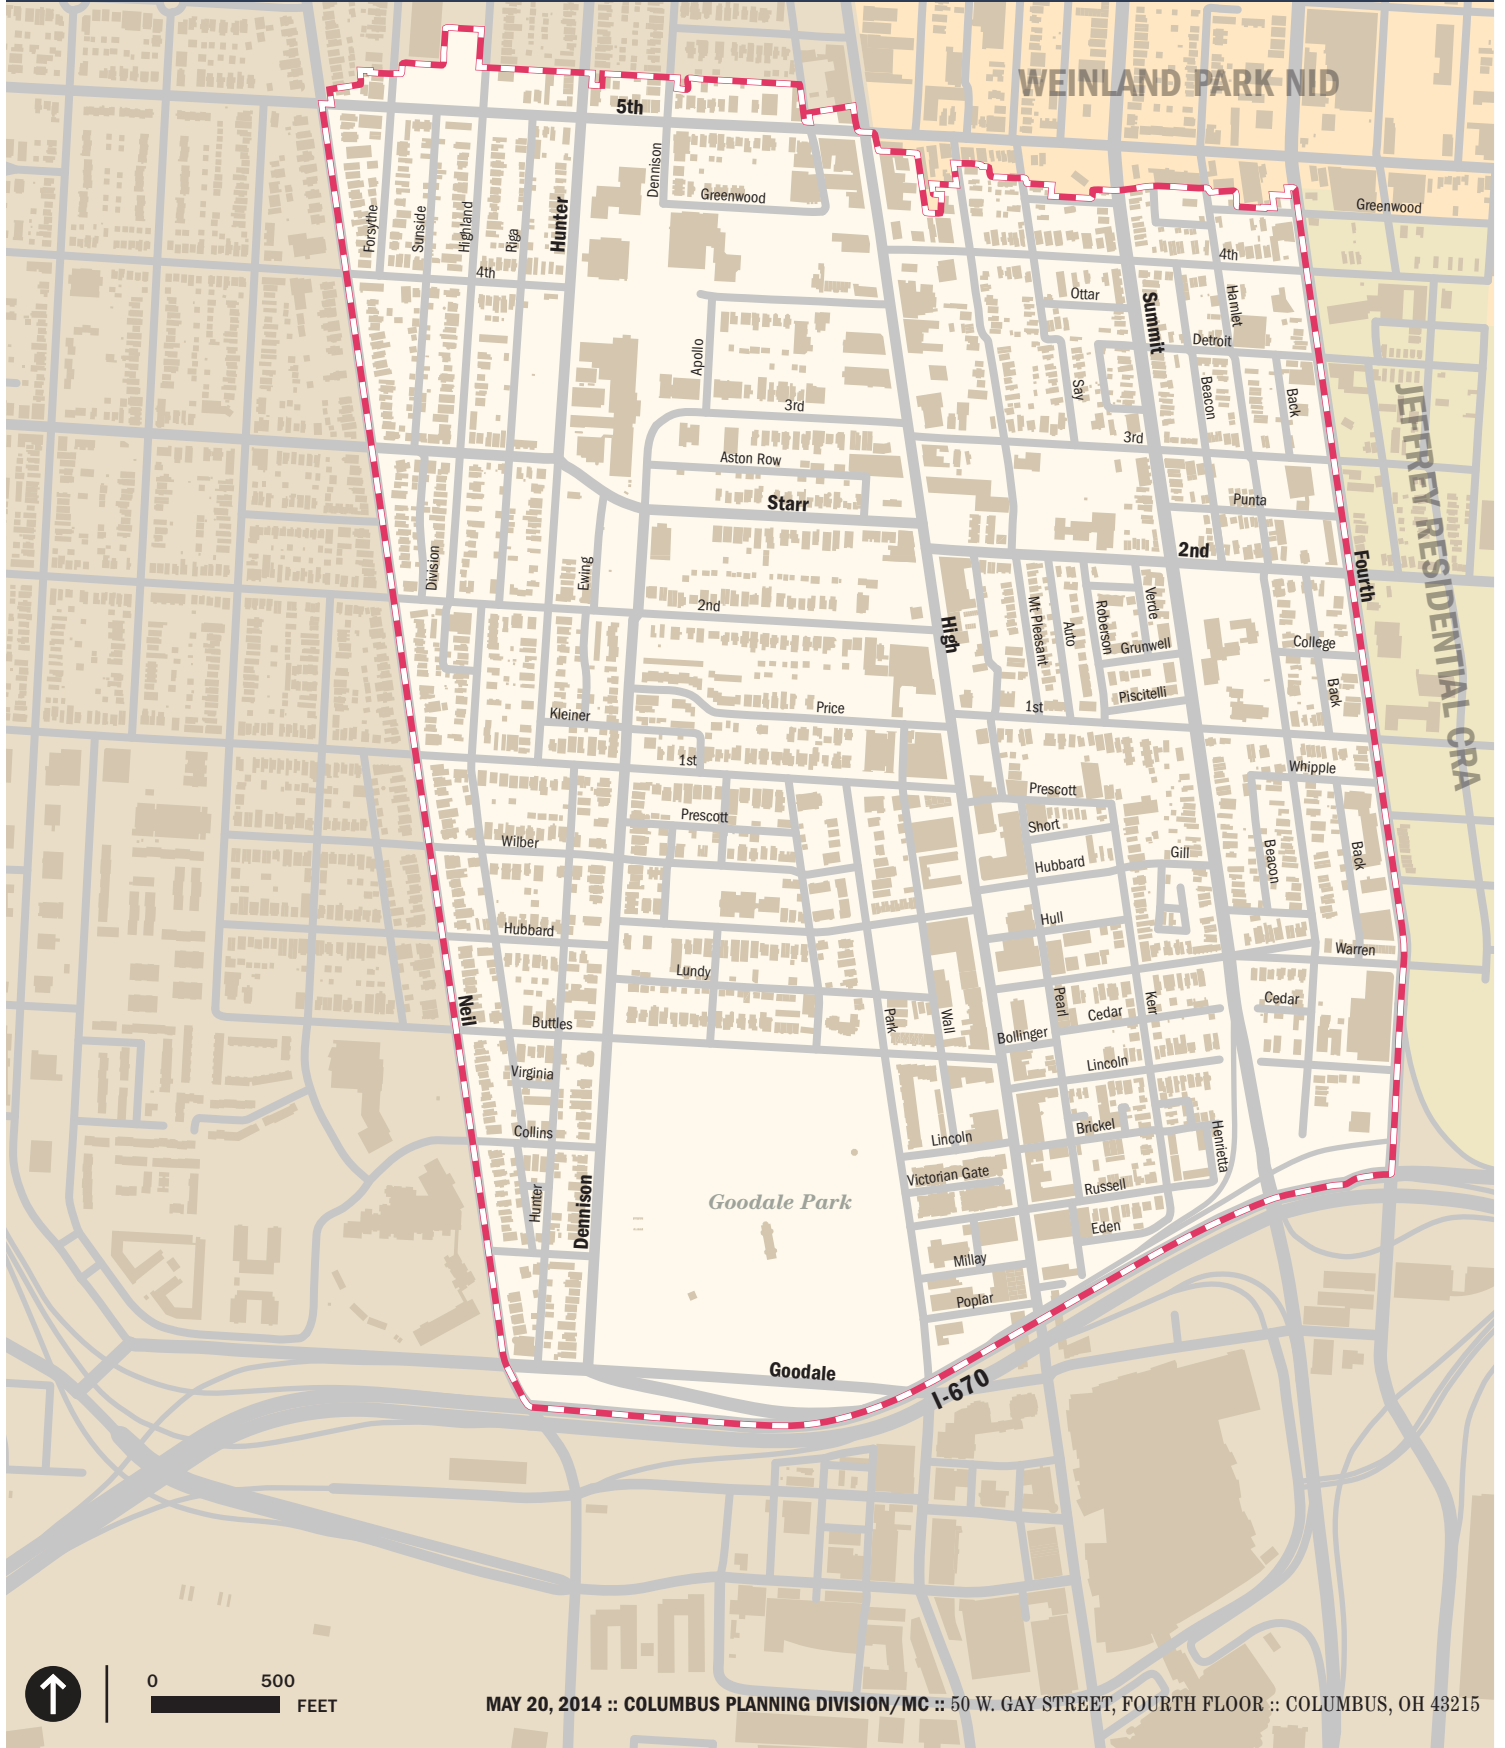 WEINLAND PARK NID
5th
Dennison
Greenwood
Greenwood
Forsythe
Sunside
Highland
Riga
Hunter
4th
4th
Ottar
Summit
Hamlet
Detroit
Apollo
Say
Beacon
Back
3rd
3rd
Aston Row
Starr
Punta
JEFFREY RESIDENTIAL CRA
2nd
Division
Ewing
Fourth
2nd
High
Mt Pleasant
Auto
Roberson
Verde
Grunwell
College
Piscitelli
Back
Kleiner
Price
1st
1st
Whipple
Prescott
Prescott
Short
Wilber
Hubbard
Gill
Beacon
Back
Hubbard
Hull
Warren
Lundy
Neil
Buttles
Park
Wall
Pearl
Cedar
Kerr
Cedar
Bollinger
Virginia
Lincoln
Collins
Lincoln
Brickel
Henrietta
Victorian Gate
Hunter
Dennison
Goodale Park
Russell
Eden
Millay
Poplar
Goodale
I-670
0 500
FEET
MAY 20, 2014 :: COLUMBUS PLANNING DIVISION/MC :: 50 W. GAY STREET, FOURTH FLOOR :: COLUMBUS, OH 43215